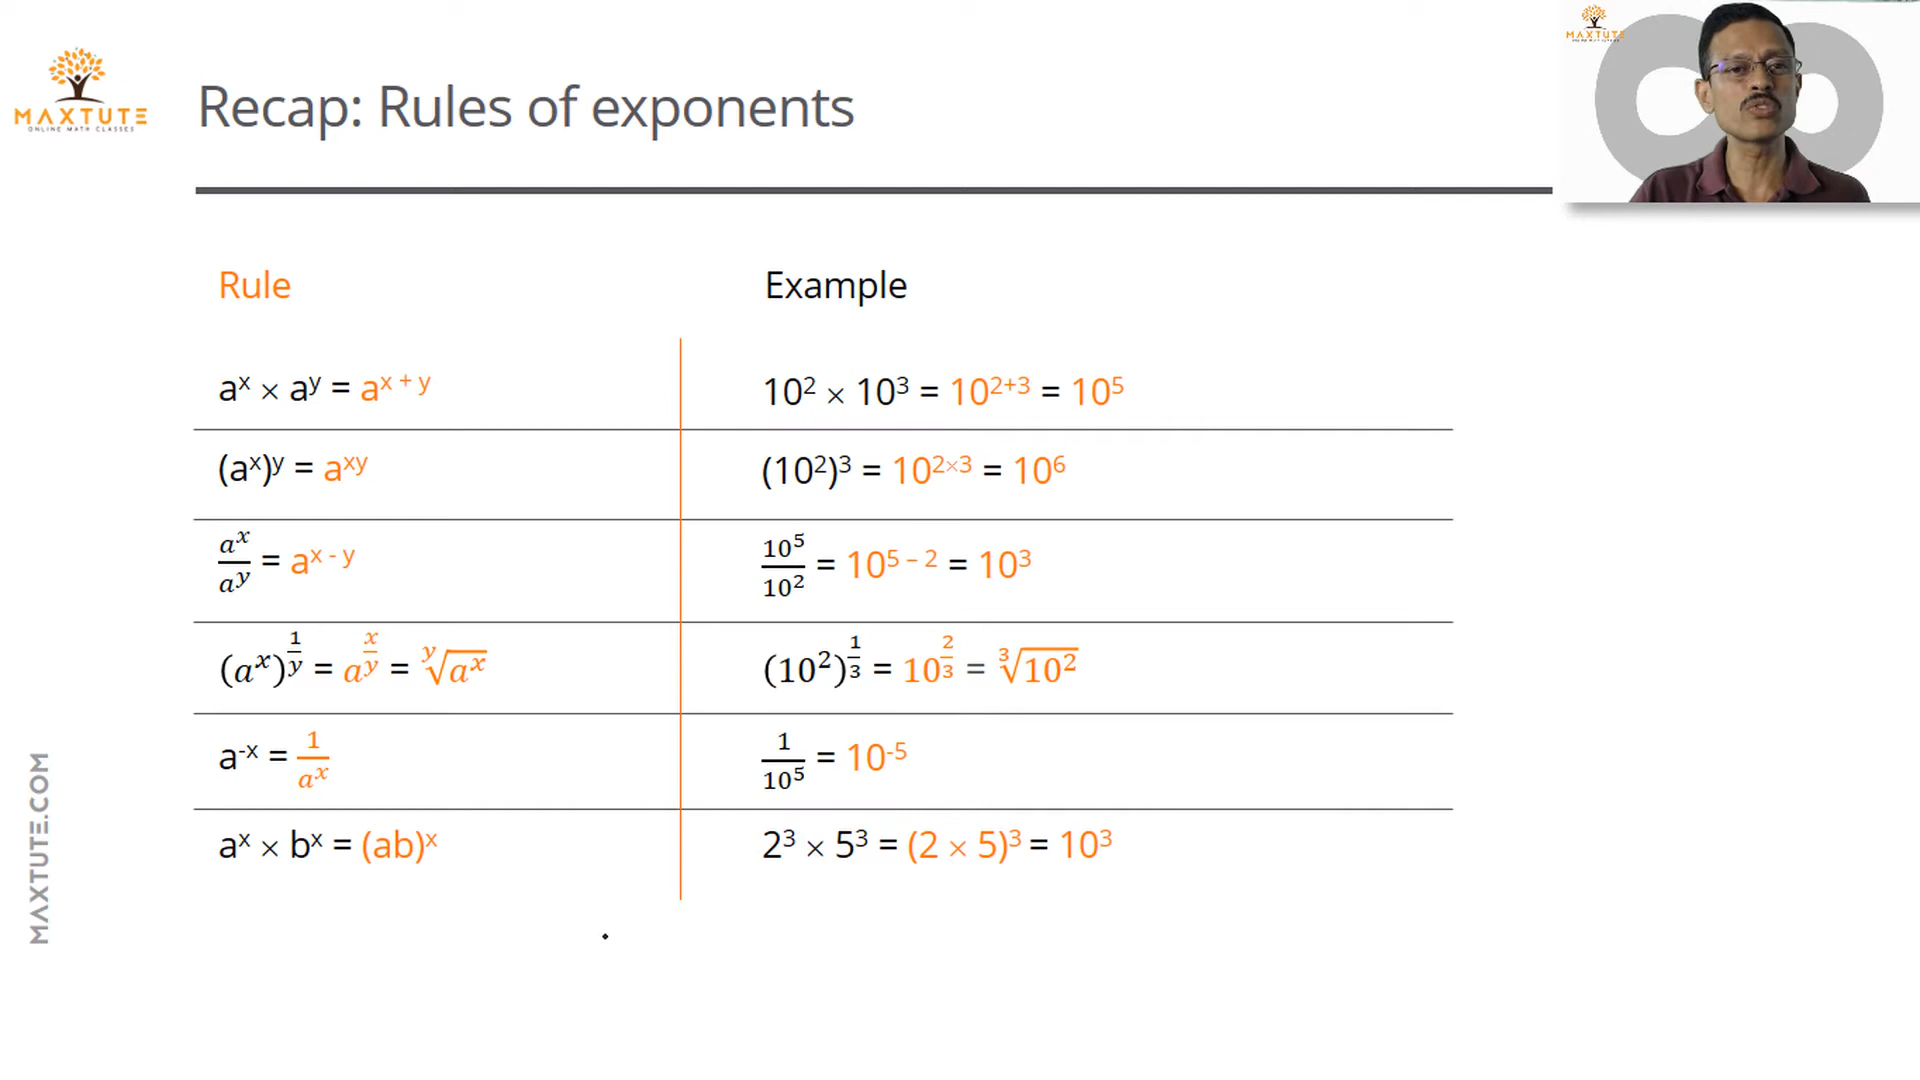 MAXTUTE
ONLINE MATH CLASSES
Recap: Rules of exponents
MAXTUTE
Rule Example
aˣ × aʸ = aˣ ⁺ ʸ 10² × 10³ = 10²⁺³ = 10⁵
(aˣ)ʸ = aˣʸ (10²)³ = 10²ˣ³ = 10⁶
aˣ/aʸ = aˣ ⁻ ʸ 10⁵/10² = 10⁵ ⁻ ² = 10³
(aˣ)^(1/y) = a^(x/y) = ʸ√aˣ (10²)^(1/3) = 10^(2/3) = ³√10²
a⁻ˣ = 1/aˣ 1/10⁵ = 10⁻⁵
aˣ × bˣ = (ab)ˣ 2³ × 5³ = (2 × 5)³ = 10³
MAXTUTE.COM